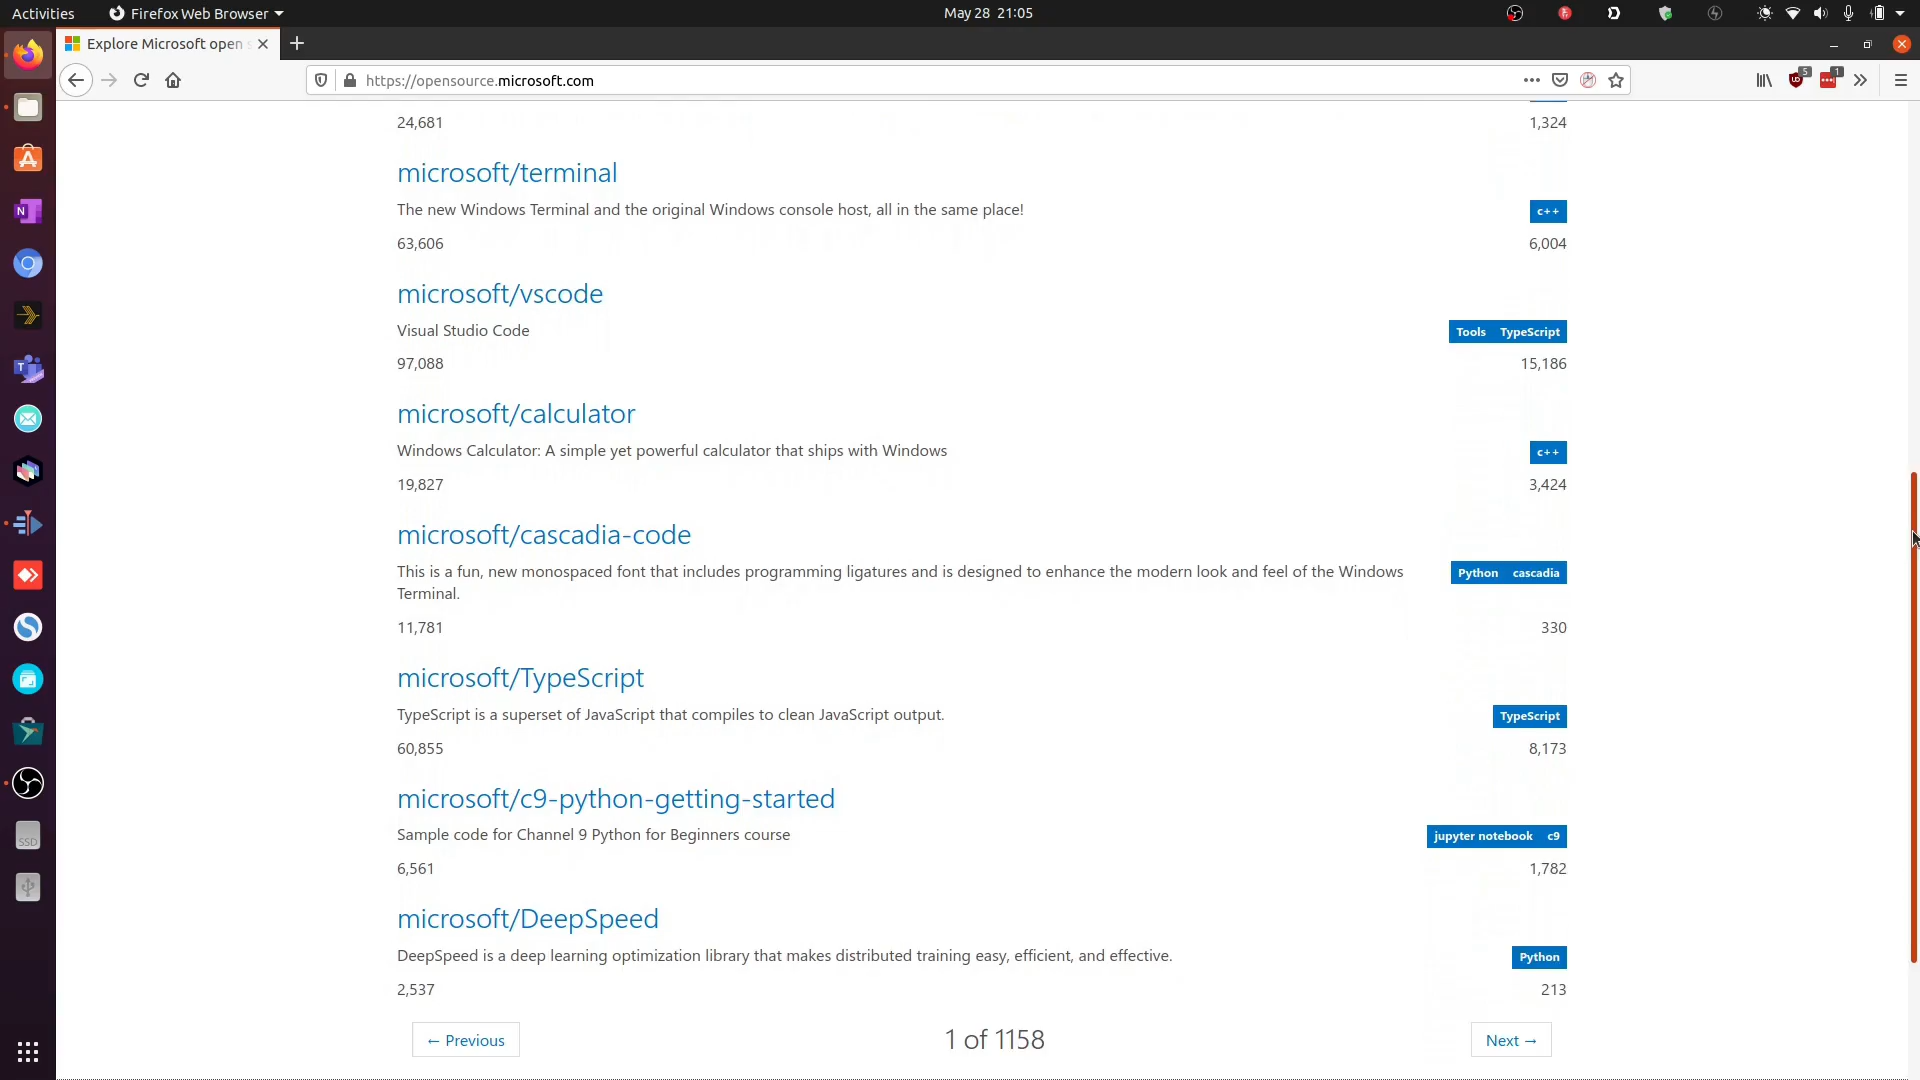 Activities
Firefox Web Browser
May 28 21:05
Explore Microsoft open
https://opensource.microsoft.com
5
1
24,681
1,324
microsoft/terminal
The new Windows Terminal and the original Windows console host, all in the same place!
c++
63,606
6,004
microsoft/vscode
Visual Studio Code
Tools TypeScript
97,088
15,186
microsoft/calculator
Windows Calculator: A simple yet powerful calculator that ships with Windows
c++
19,827
3,424
microsoft/cascadia-code
This is a fun, new monospaced font that includes programming ligatures and is designed to enhance the modern look and feel of the Windows
Terminal.
Python cascadia
11,781
330
microsoft/TypeScript
TypeScript is a superset of JavaScript that compiles to clean JavaScript output.
TypeScript
60,855
8,173
microsoft/c9-python-getting-started
Sample code for Channel 9 Python for Beginners course
jupyter notebook c9
6,561
1,782
microsoft/DeepSpeed
DeepSpeed is a deep learning optimization library that makes distributed training easy, efficient, and effective.
Python
2,537
213
← Previous
1 of 1158
Next →
N
T
SSD